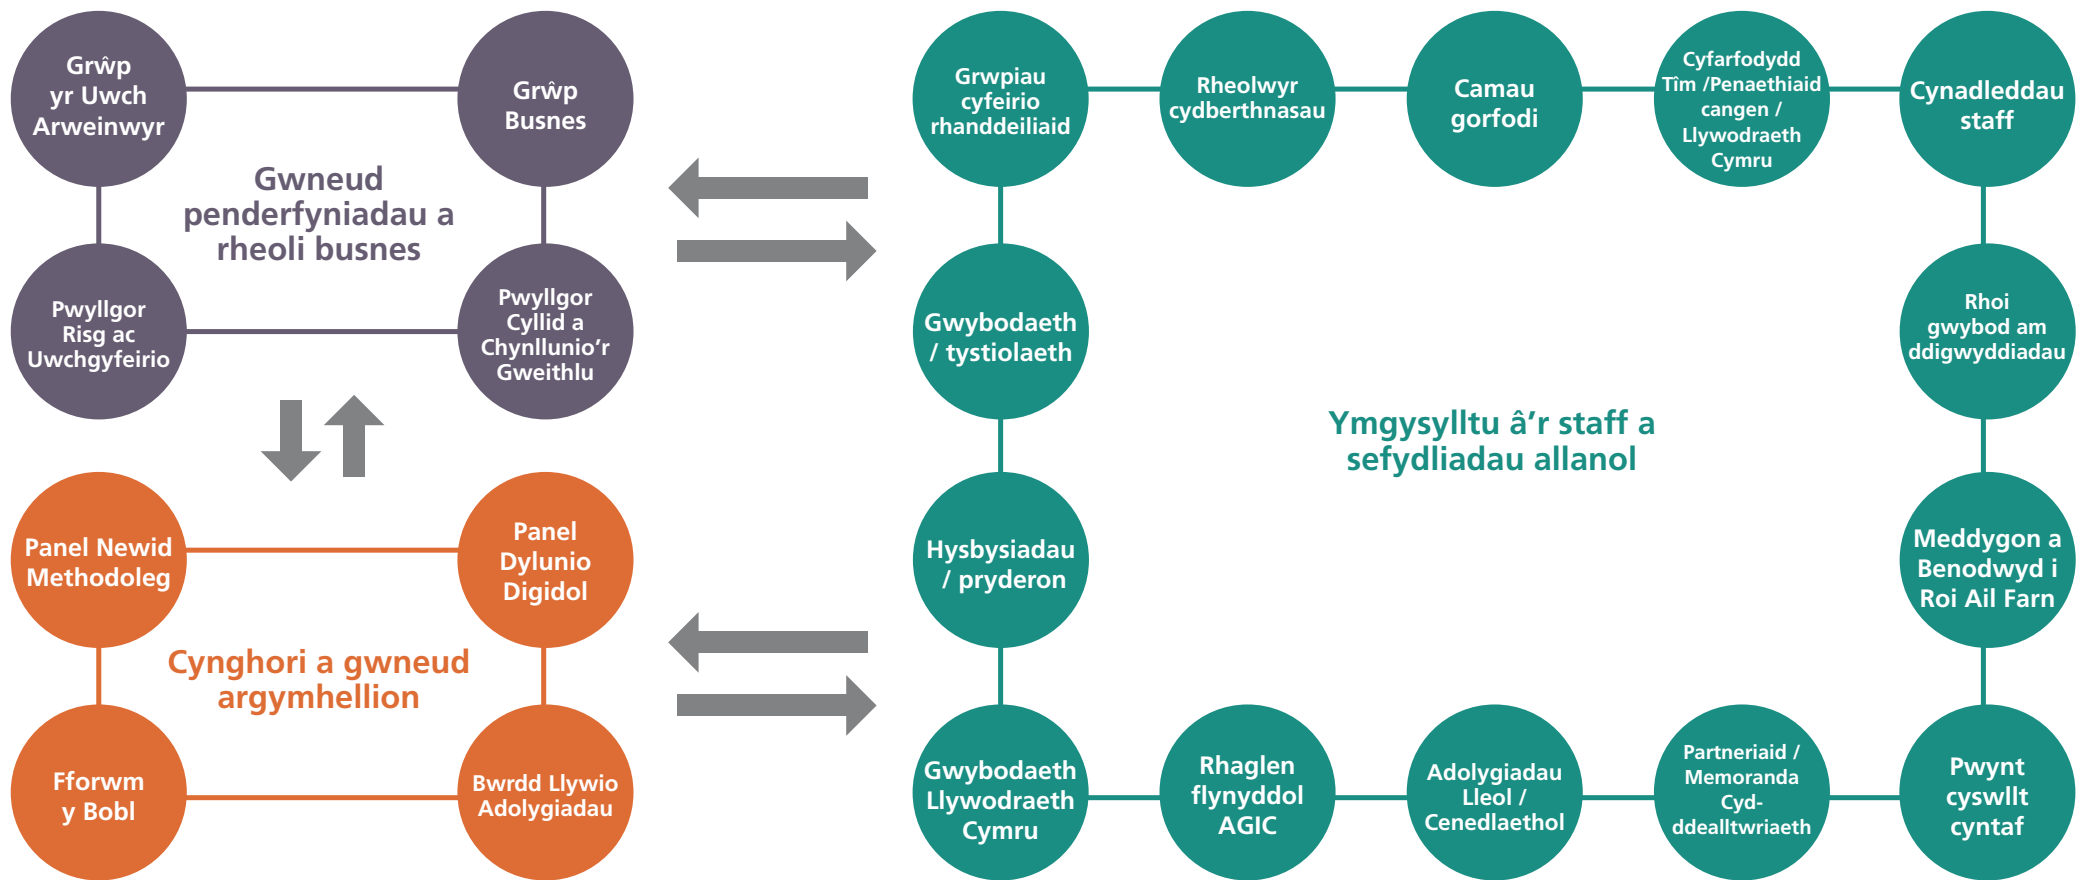 Grŵp
yr Uwch
Arweinwyr
Grŵp
Busnes
Gwneud
penderfyniadau a
rheoli busnes
Pwyllgor
Risg ac
Uwchgyfeirio
Pwyllgor
Cyllid a
Chynllunio’r
Gweithlu
Panel Newid
Methodoleg
Panel
Dylunio
Digidol
Cynghori a gwneud
argymhellion
Fforwm
y Bobl
Bwrdd Llywio
Adolygiadau
Grwpiau
cyfeirio
rhanddeiliaid
Rheolwyr
cydberthnasau
Camau
gorfodi
Cyfarfodydd
Tîm /Penaethiaid
cangen /
Llywodraeth
Cymru
Cynadleddau
staff
Gwybodaeth
/ tystiolaeth
Rhoi
gwybod am
ddigwyddiadau
Ymgysylltu â’r staff a
sefydliadau allanol
Hysbysiadau
/ pryderon
Meddygon a
Benodwyd i
Roi Ail Farn
Gwybodaeth
Llywodraeth
Cymru
Rhaglen
flynyddol
AGIC
Adolygiadau
Lleol /
Cenedlaethol
Partneriaid /
Memoranda
Cyd-
ddealltwriaeth
Pwynt
cyswllt
cyntaf